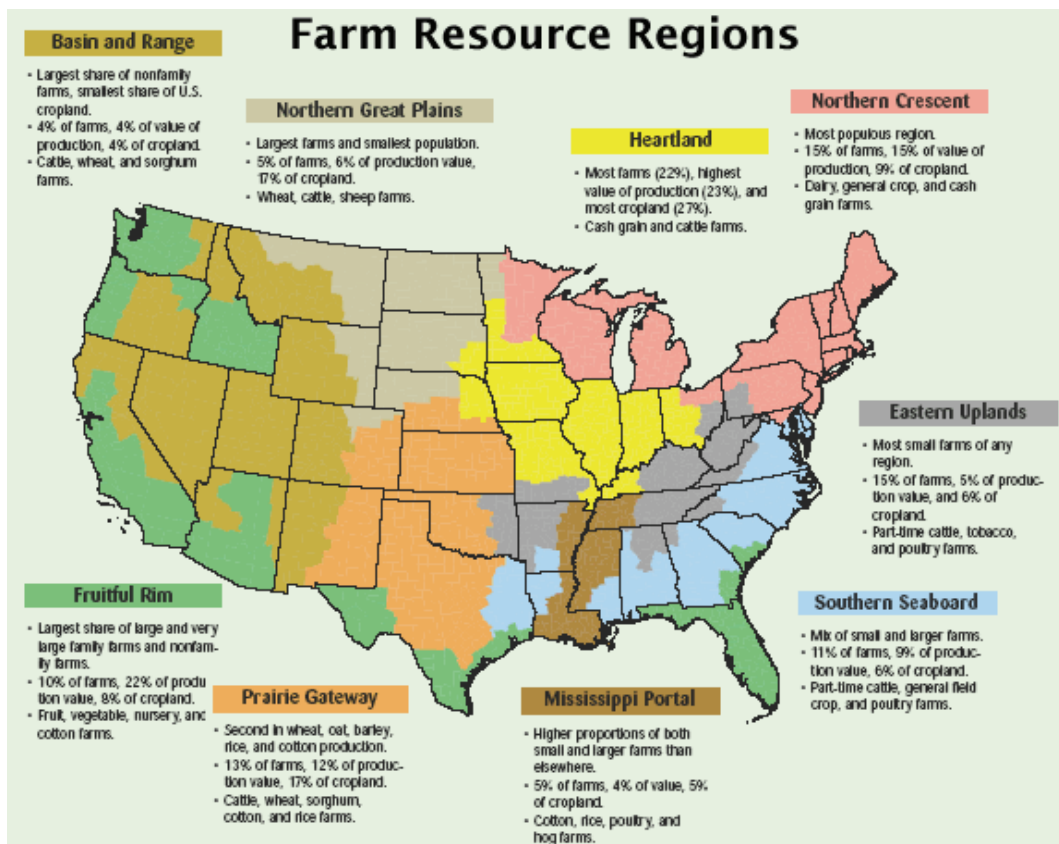 Farm Resource Regions
Basin and Range
• Largest share of nonfamily
farms, smallest share of U.S.
cropland.
• 4% of farms, 4% of value of
production, 4% of cropland.
• Cattle, wheat, and sorghum
farms.
Northern Great Plains
• Largest farms and smallest population.
• 5% of farms, 6% of production value,
17% of cropland.
• Wheat, cattle, sheep farms.
Heartland
• Most farms (22%), highest
value of production (23%), and
most cropland (27%).
• Cash grain and cattle farms.
Northern Crescent
• Most populous region.
• 15% of farms, 15% of value of
production, 9% of cropland.
• Dairy, general crop, and cash
grain farms.
Eastern Uplands
• Most small farms of any
region.
• 15% of farms, 5% of produc-
tion value, and 6% of
cropland.
• Part-time cattle, tobacco,
and poultry farms.
Fruitful Rim
• Largest share of large and very
large family farms and nonfam-
ily farms.
• 10% of farms, 22% of produ
tion value, 8% of cropland.
• Fruit, vegetable, nursery, and
cotton farms.
Southern Seaboard
• Mix of small and larger farms.
• 11% of farms, 9% of produc-
tion value, 6% of cropland.
• Part-time cattle, general field
crop, and poultry farms.
Prairie Gateway
• Second in wheat, oat, barley,
rice, and cotton production.
• 13% of farms, 12% of produc-
tion value, 17% of cropland.
• Cattle, wheat, sorghum,
cotton, and rice farms.
Mississippi Portal
• Higher proportions of both
small and larger farms than
elsewhere.
• 5% of farms, 4% of value, 5%
of cropland.
• Cotton, rice, poultry, and
hog farms.